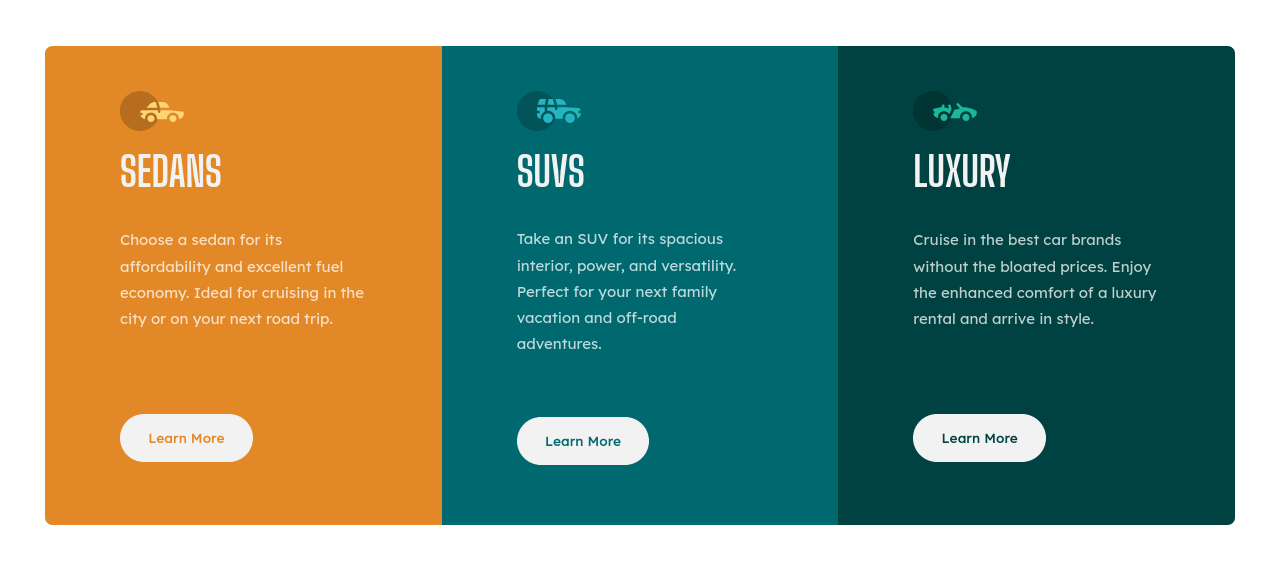 SEDANS
Choose a sedan for its
affordability and excellent fuel
economy. Ideal for cruising in the
city or on your next road trip.
Learn More
SUVS
Take an SUV for its spacious
interior, power, and versatility.
Perfect for your next family
vacation and off-road
adventures.
Learn More
LUXURY
Cruise in the best car brands
without the bloated prices. Enjoy
the enhanced comfort of a luxury
rental and arrive in style.
Learn More